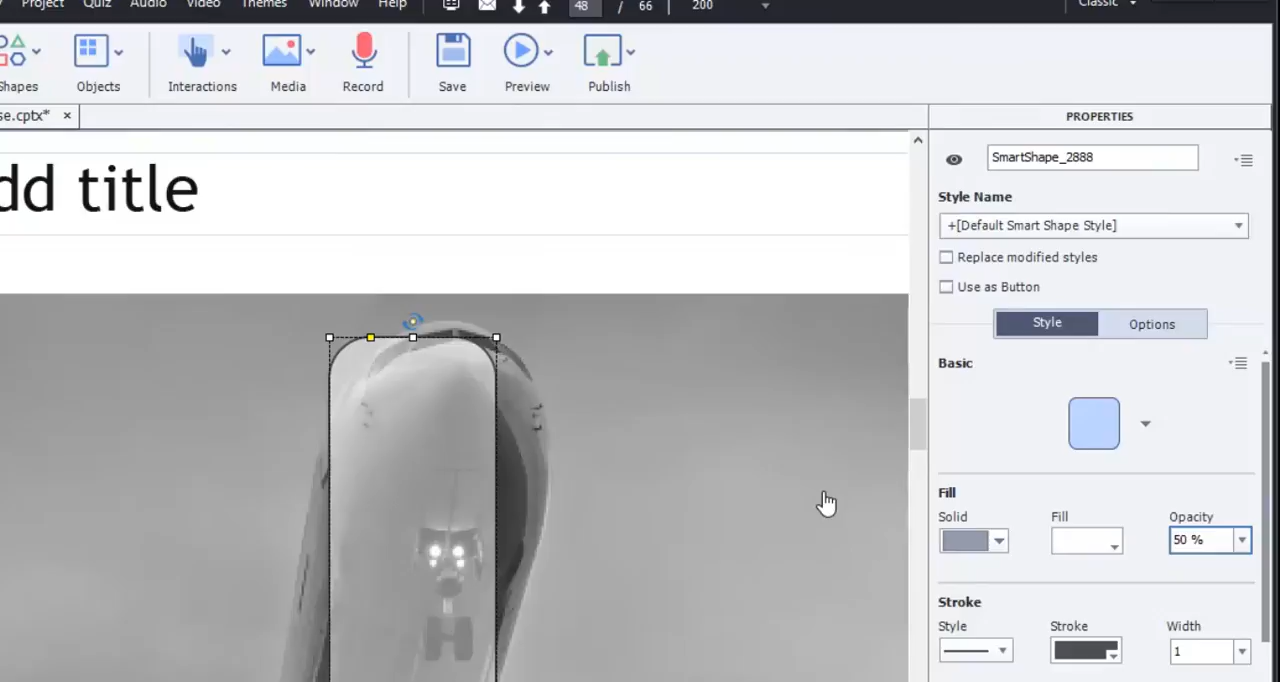 Project Quiz Audio Video Themes Window Help 48 / 66 200 Classic
Shapes Objects Interactions Media Record Save Preview Publish
se.cptx* × PROPERTIES
dd title
SmartShape_2888
Style Name
+[Default Smart Shape Style]
Replace modified styles
Use as Button
Style Options
Basic
Fill
Solid Fill Opacity
50 %
Stroke
Style Stroke Width
1